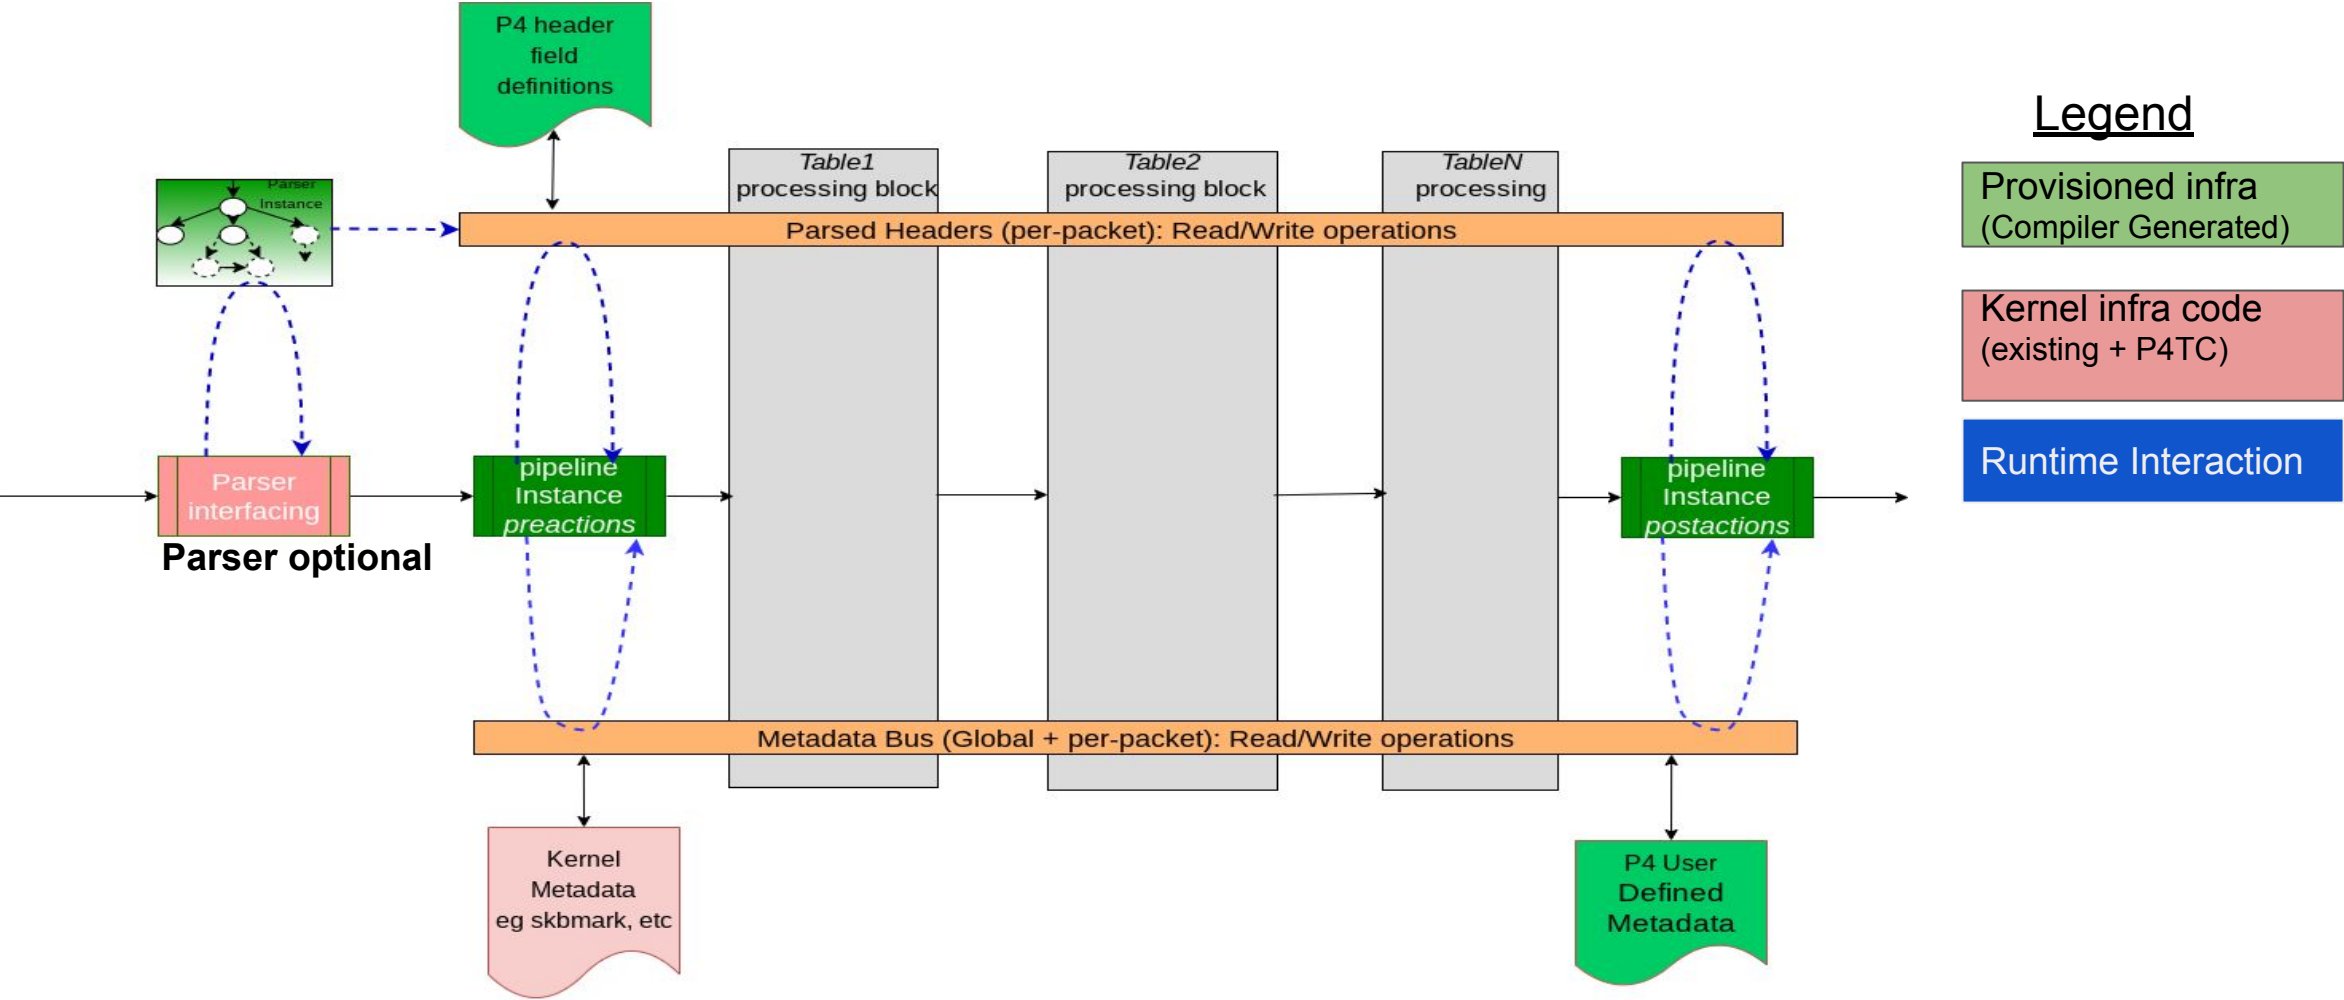 P4 header
field
definitions
Legend
Table1
processing block
Table2
processing block
TableN
processing
Provisioned infra
(Compiler Generated)
Parser
Instance
Parsed Headers (per-packet): Read/Write operations
Kernel infra code
(existing + P4TC)
Runtime Interaction
Parser
interfacing
Parser optional
pipeline
Instance
preactions
pipeline
Instance
postactions
Metadata Bus (Global + per-packet): Read/Write operations
Kernel
Metadata
eg skbmark, etc
P4 User
Defined
Metadata